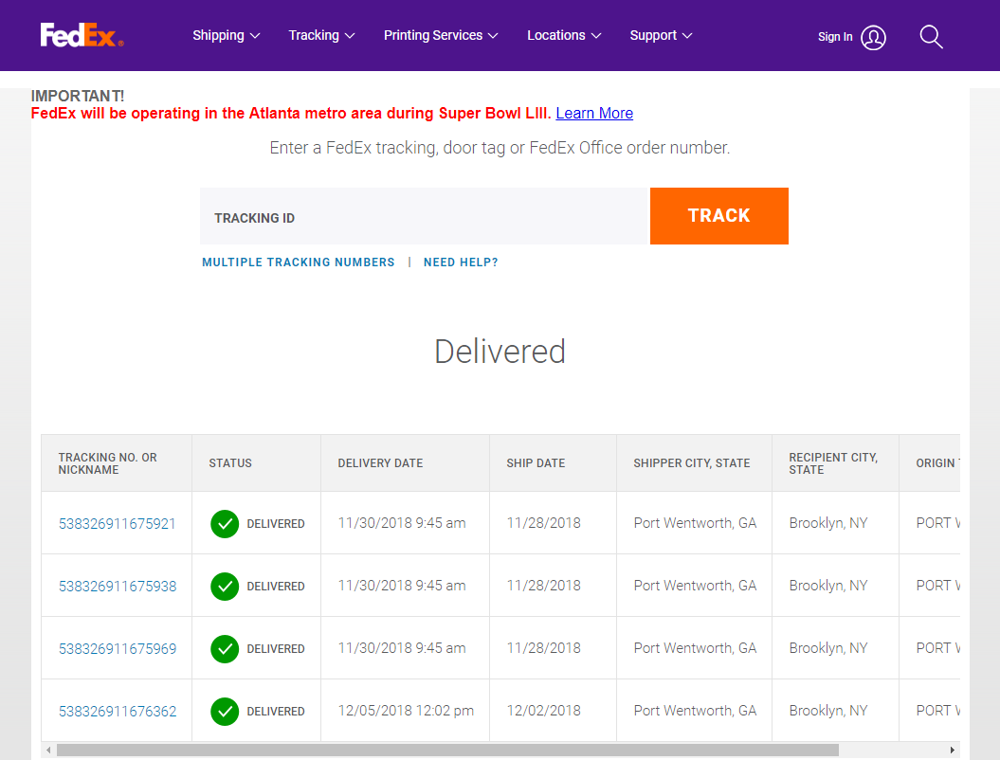 FedEx®
Shipping Tracking Printing Services Locations Support Sign In
IMPORTANT!
FedEx will be operating in the Atlanta metro area during Super Bowl LIII. Learn More
Enter a FedEx tracking, door tag or FedEx Office order number.
TRACKING ID
TRACK
MULTIPLE TRACKING NUMBERS | NEED HELP?
Delivered
TRACKING NO. OR NICKNAME STATUS DELIVERY DATE SHIP DATE SHIPPER CITY, STATE RECIPIENT CITY, STATE ORIGIN
538326911675921 DELIVERED 11/30/2018 9:45 am 11/28/2018 Port Wentworth, GA Brooklyn, NY PORT
538326911675938 DELIVERED 11/30/2018 9:45 am 11/28/2018 Port Wentworth, GA Brooklyn, NY PORT
538326911675969 DELIVERED 11/30/2018 9:45 am 11/28/2018 Port Wentworth, GA Brooklyn, NY PORT
538326911676362 DELIVERED 12/05/2018 12:02 pm 12/02/2018 Port Wentworth, GA Brooklyn, NY PORT